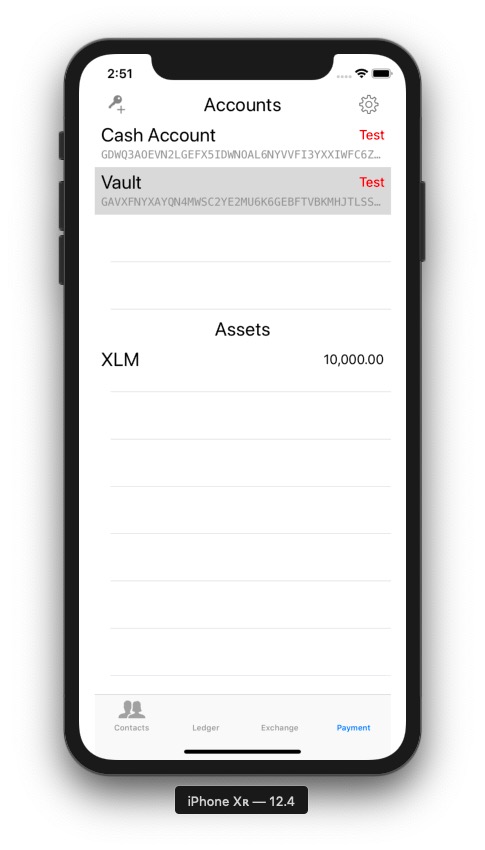 2:51
Accounts
Cash Account Test
GDWQ3AOEVN2LGEFX5IDWNOAL6NYVVFI3YXXIWFC6Z…
Vault Test
GAVXFNYXAYQN4MWSC2YE2MU6K6GEBFTVBKMHJTLSS…
Assets
XLM 10,000.00
Contacts Ledger Exchange Payment
iPhone Xʀ — 12.4